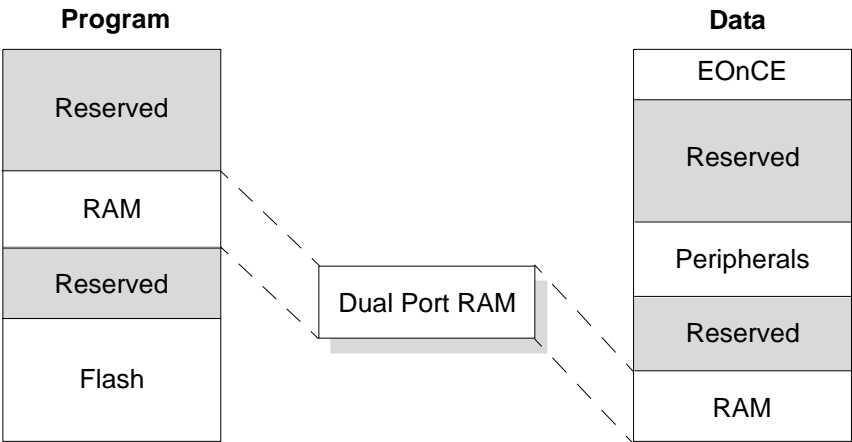 Program
Reserved
RAM
Reserved
Flash
Dual Port RAM
Data
EOnCE
Reserved
Peripherals
Reserved
RAM